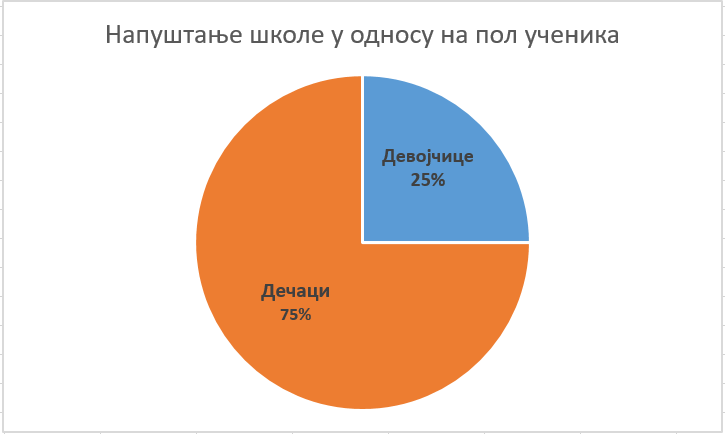 Напуштање школе у односу на пол ученика
Девојчице
25%
Дечаци
75%